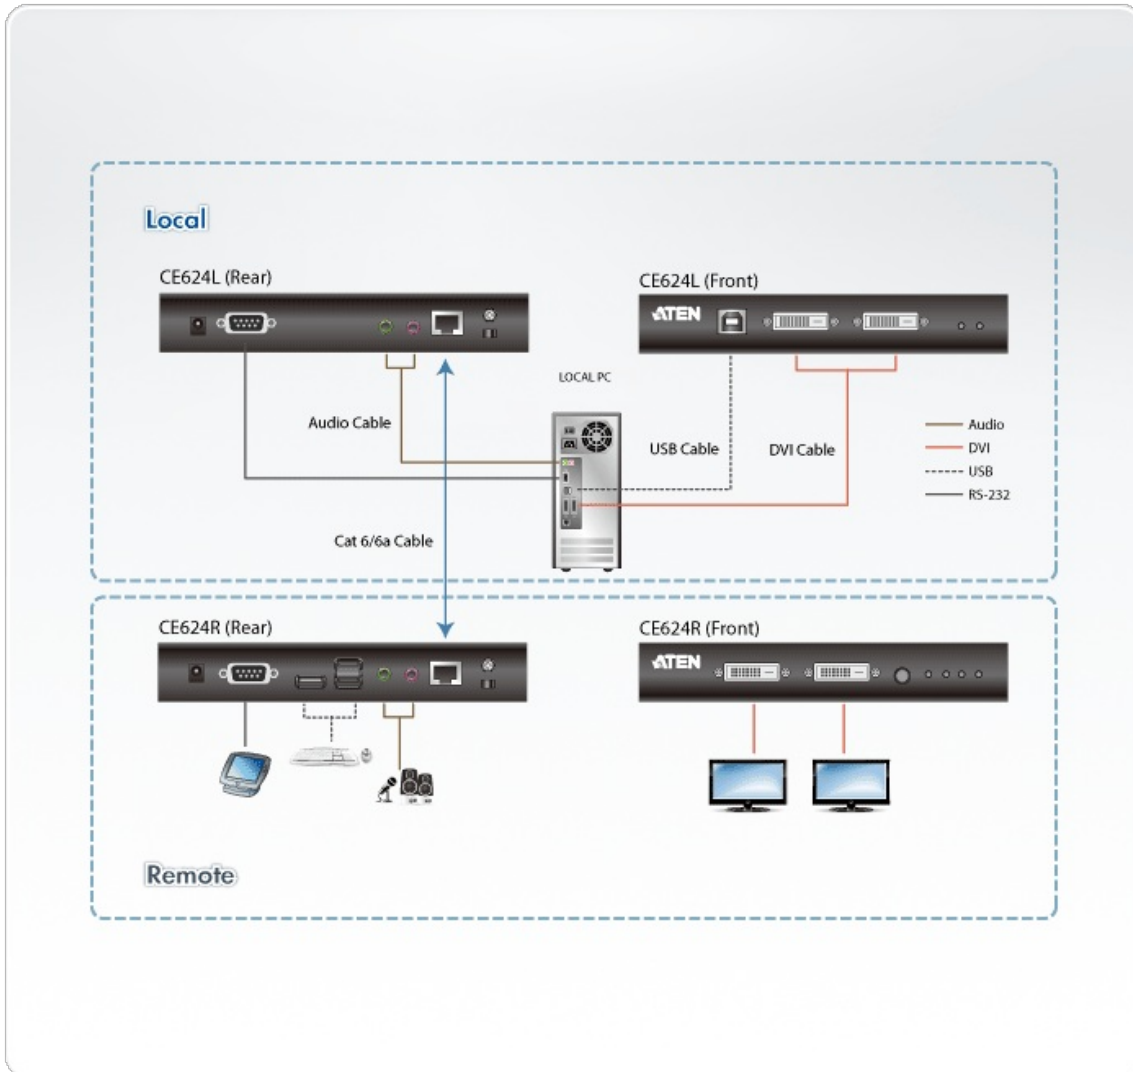 Local
CE624L (Rear)
CE624L (Front)
ATEN
LOCAL PC
Audio Cable
USB Cable
DVI Cable
Audio
DVI
USB
RS-232
Cat 6/6a Cable
CE624R (Rear)
CE624R (Front)
ATEN
Remote